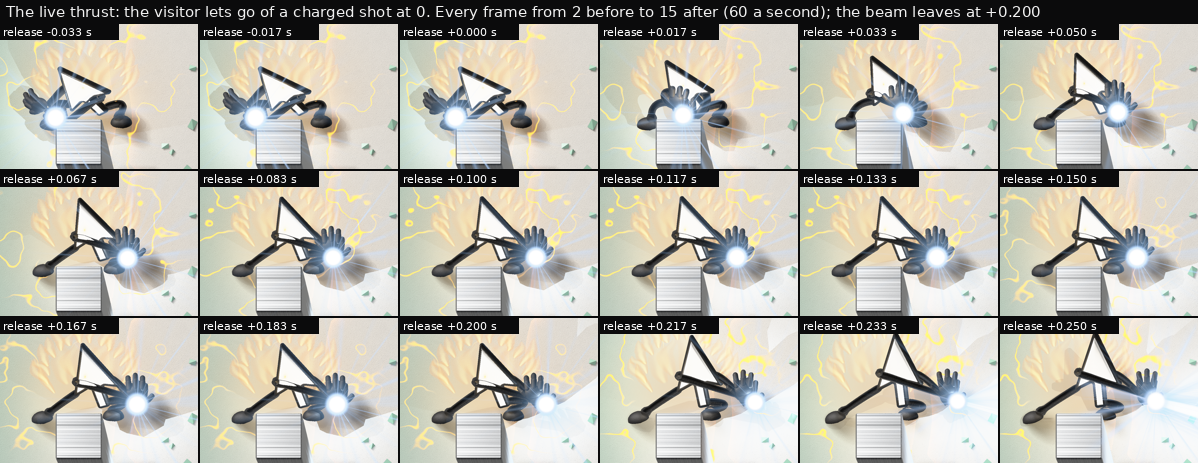 The live thrust: the visitor lets go of a charged shot at 0. Every frame from 2 before to 15 after (60 a second); the beam leaves at +0.200
release -0.033 s
release -0.017 s
release +0.000 s
release +0.017 s
release +0.033 s
release +0.050 s
release +0.067 s
release +0.083 s
release +0.100 s
release +0.117 s
release +0.133 s
release +0.150 s
release +0.167 s
release +0.183 s
release +0.200 s
release +0.217 s
release +0.233 s
release +0.250 s